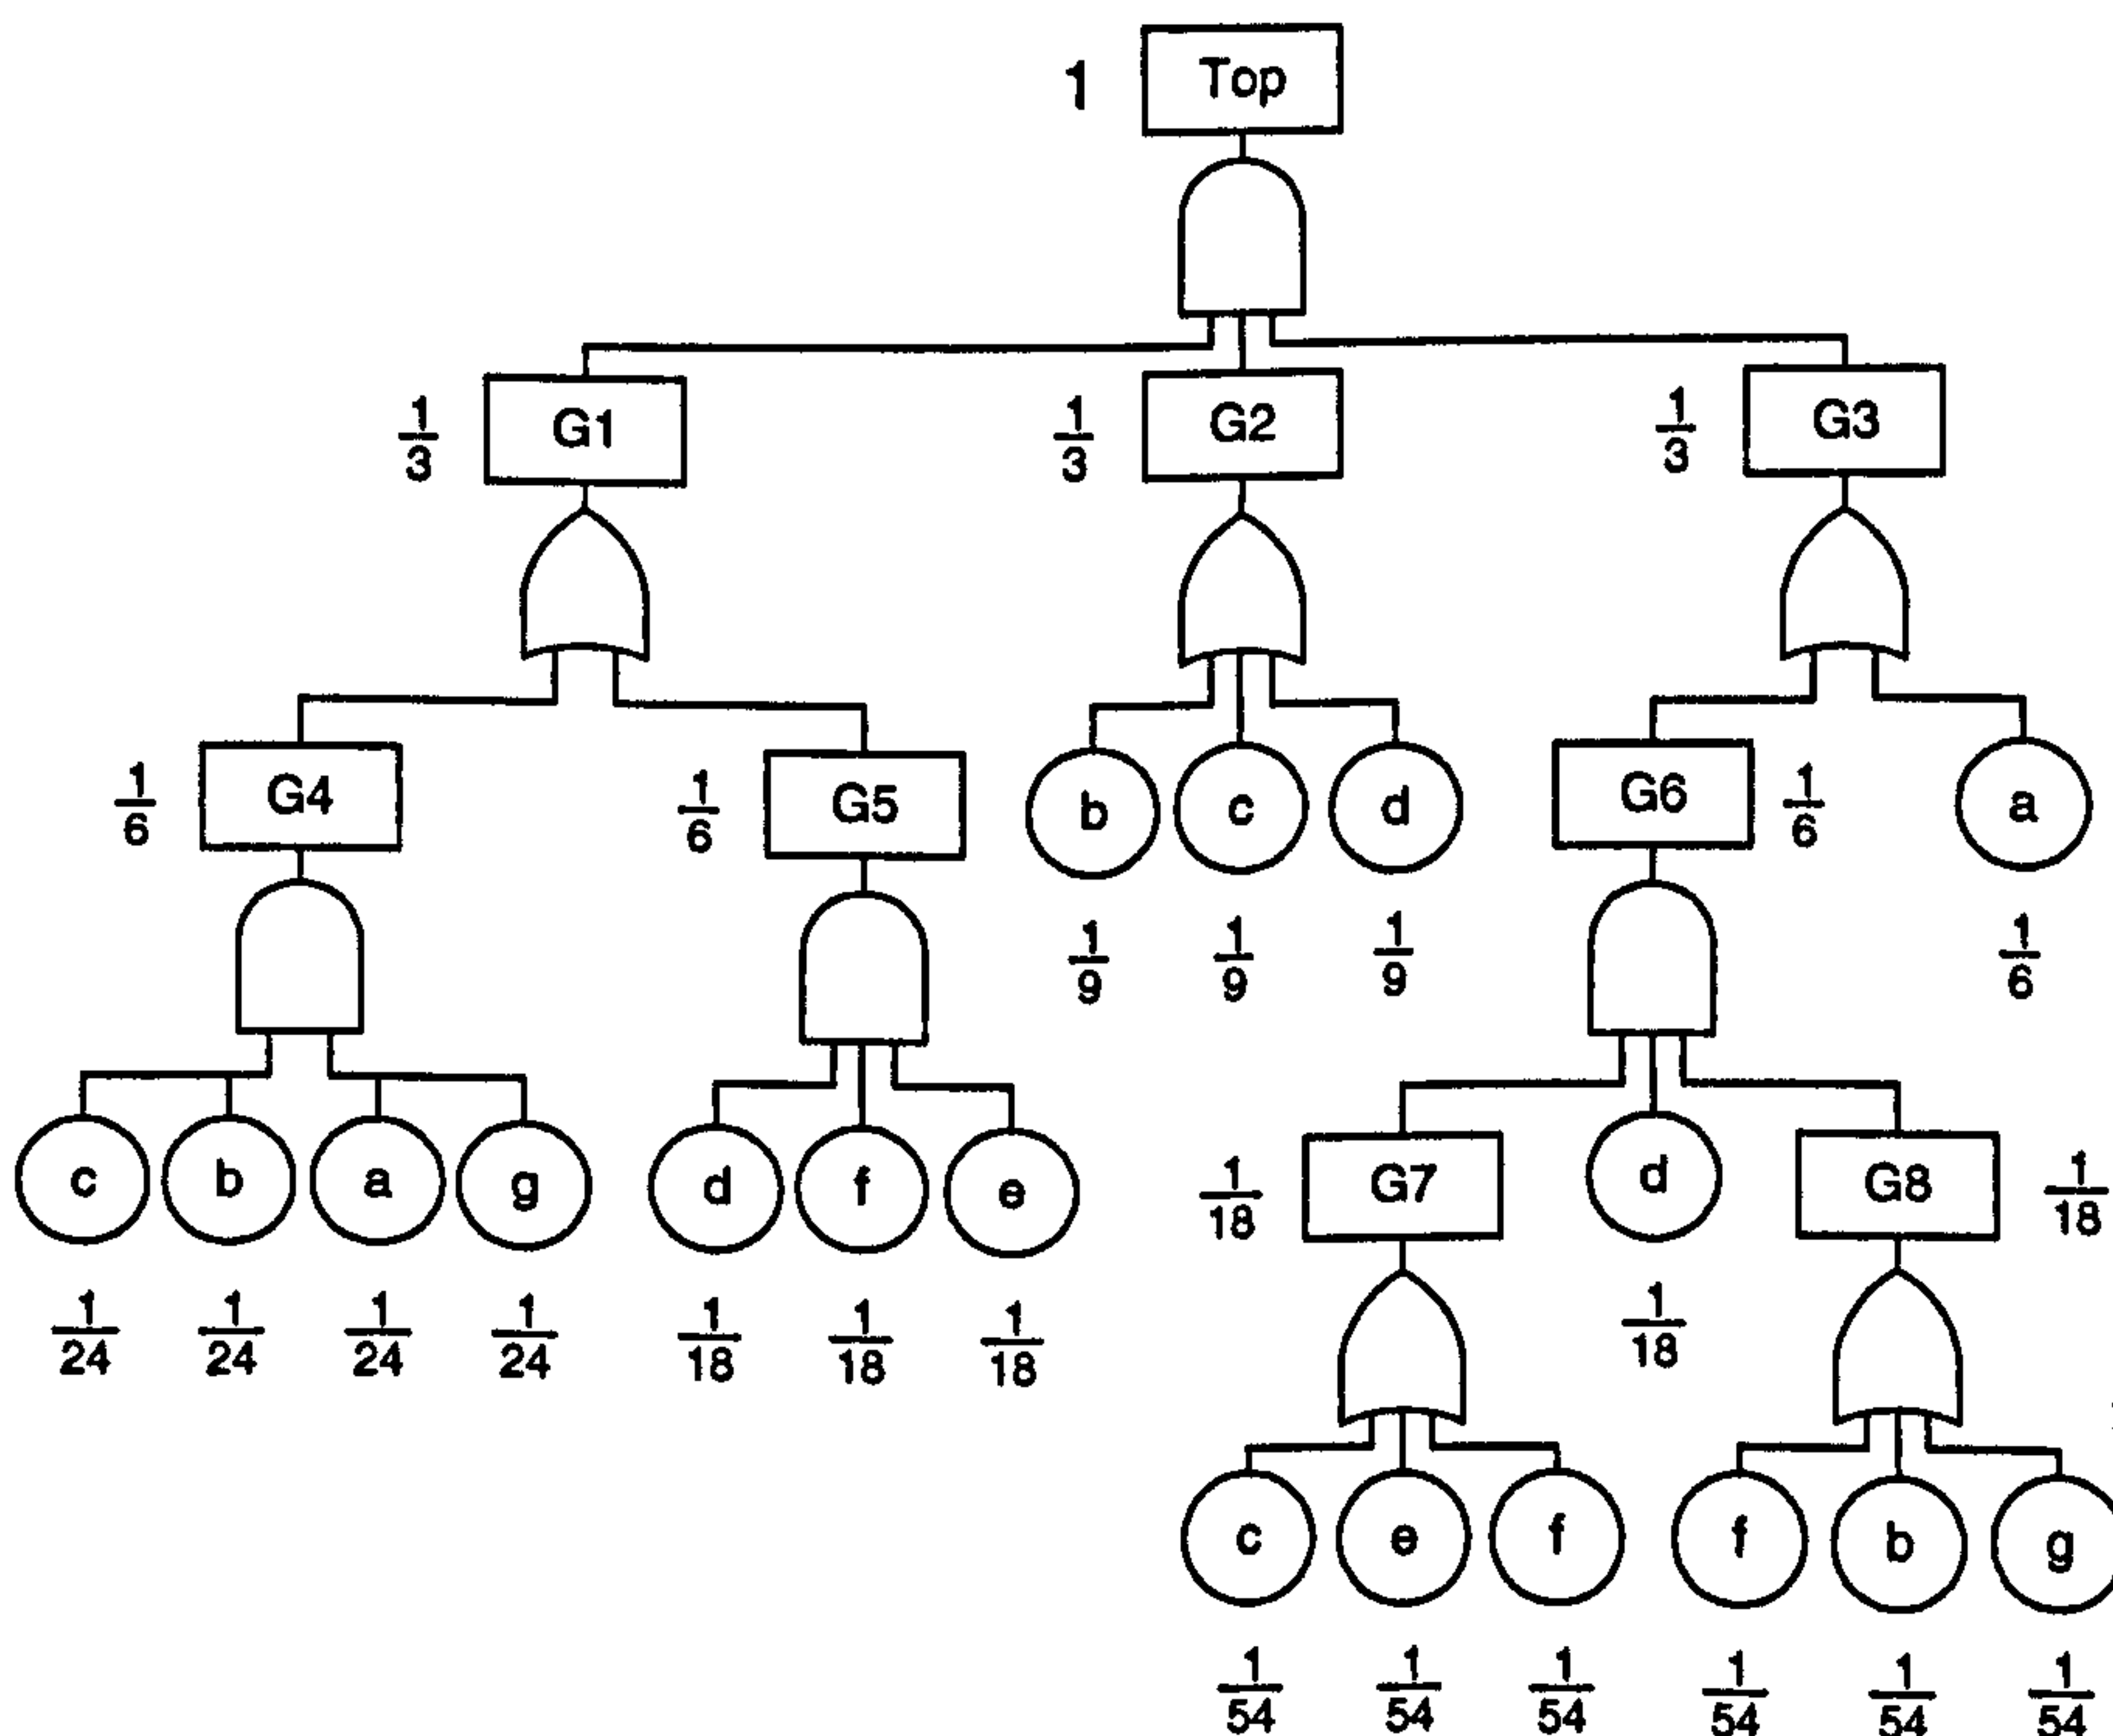 1 Top
1/3 G1 1/3 G2 1/3 G3
1/6 G4 1/6 G5 b c d G6 1/6 a
1/9 1/9 1/9 1/6
c b a g d f e 1/18 G7 d G8 1/18
1/24 1/24 1/24 1/24 1/18 1/18 1/18 1/18
c e f f b g
1/54 1/54 1/54 1/54 1/54 1/54